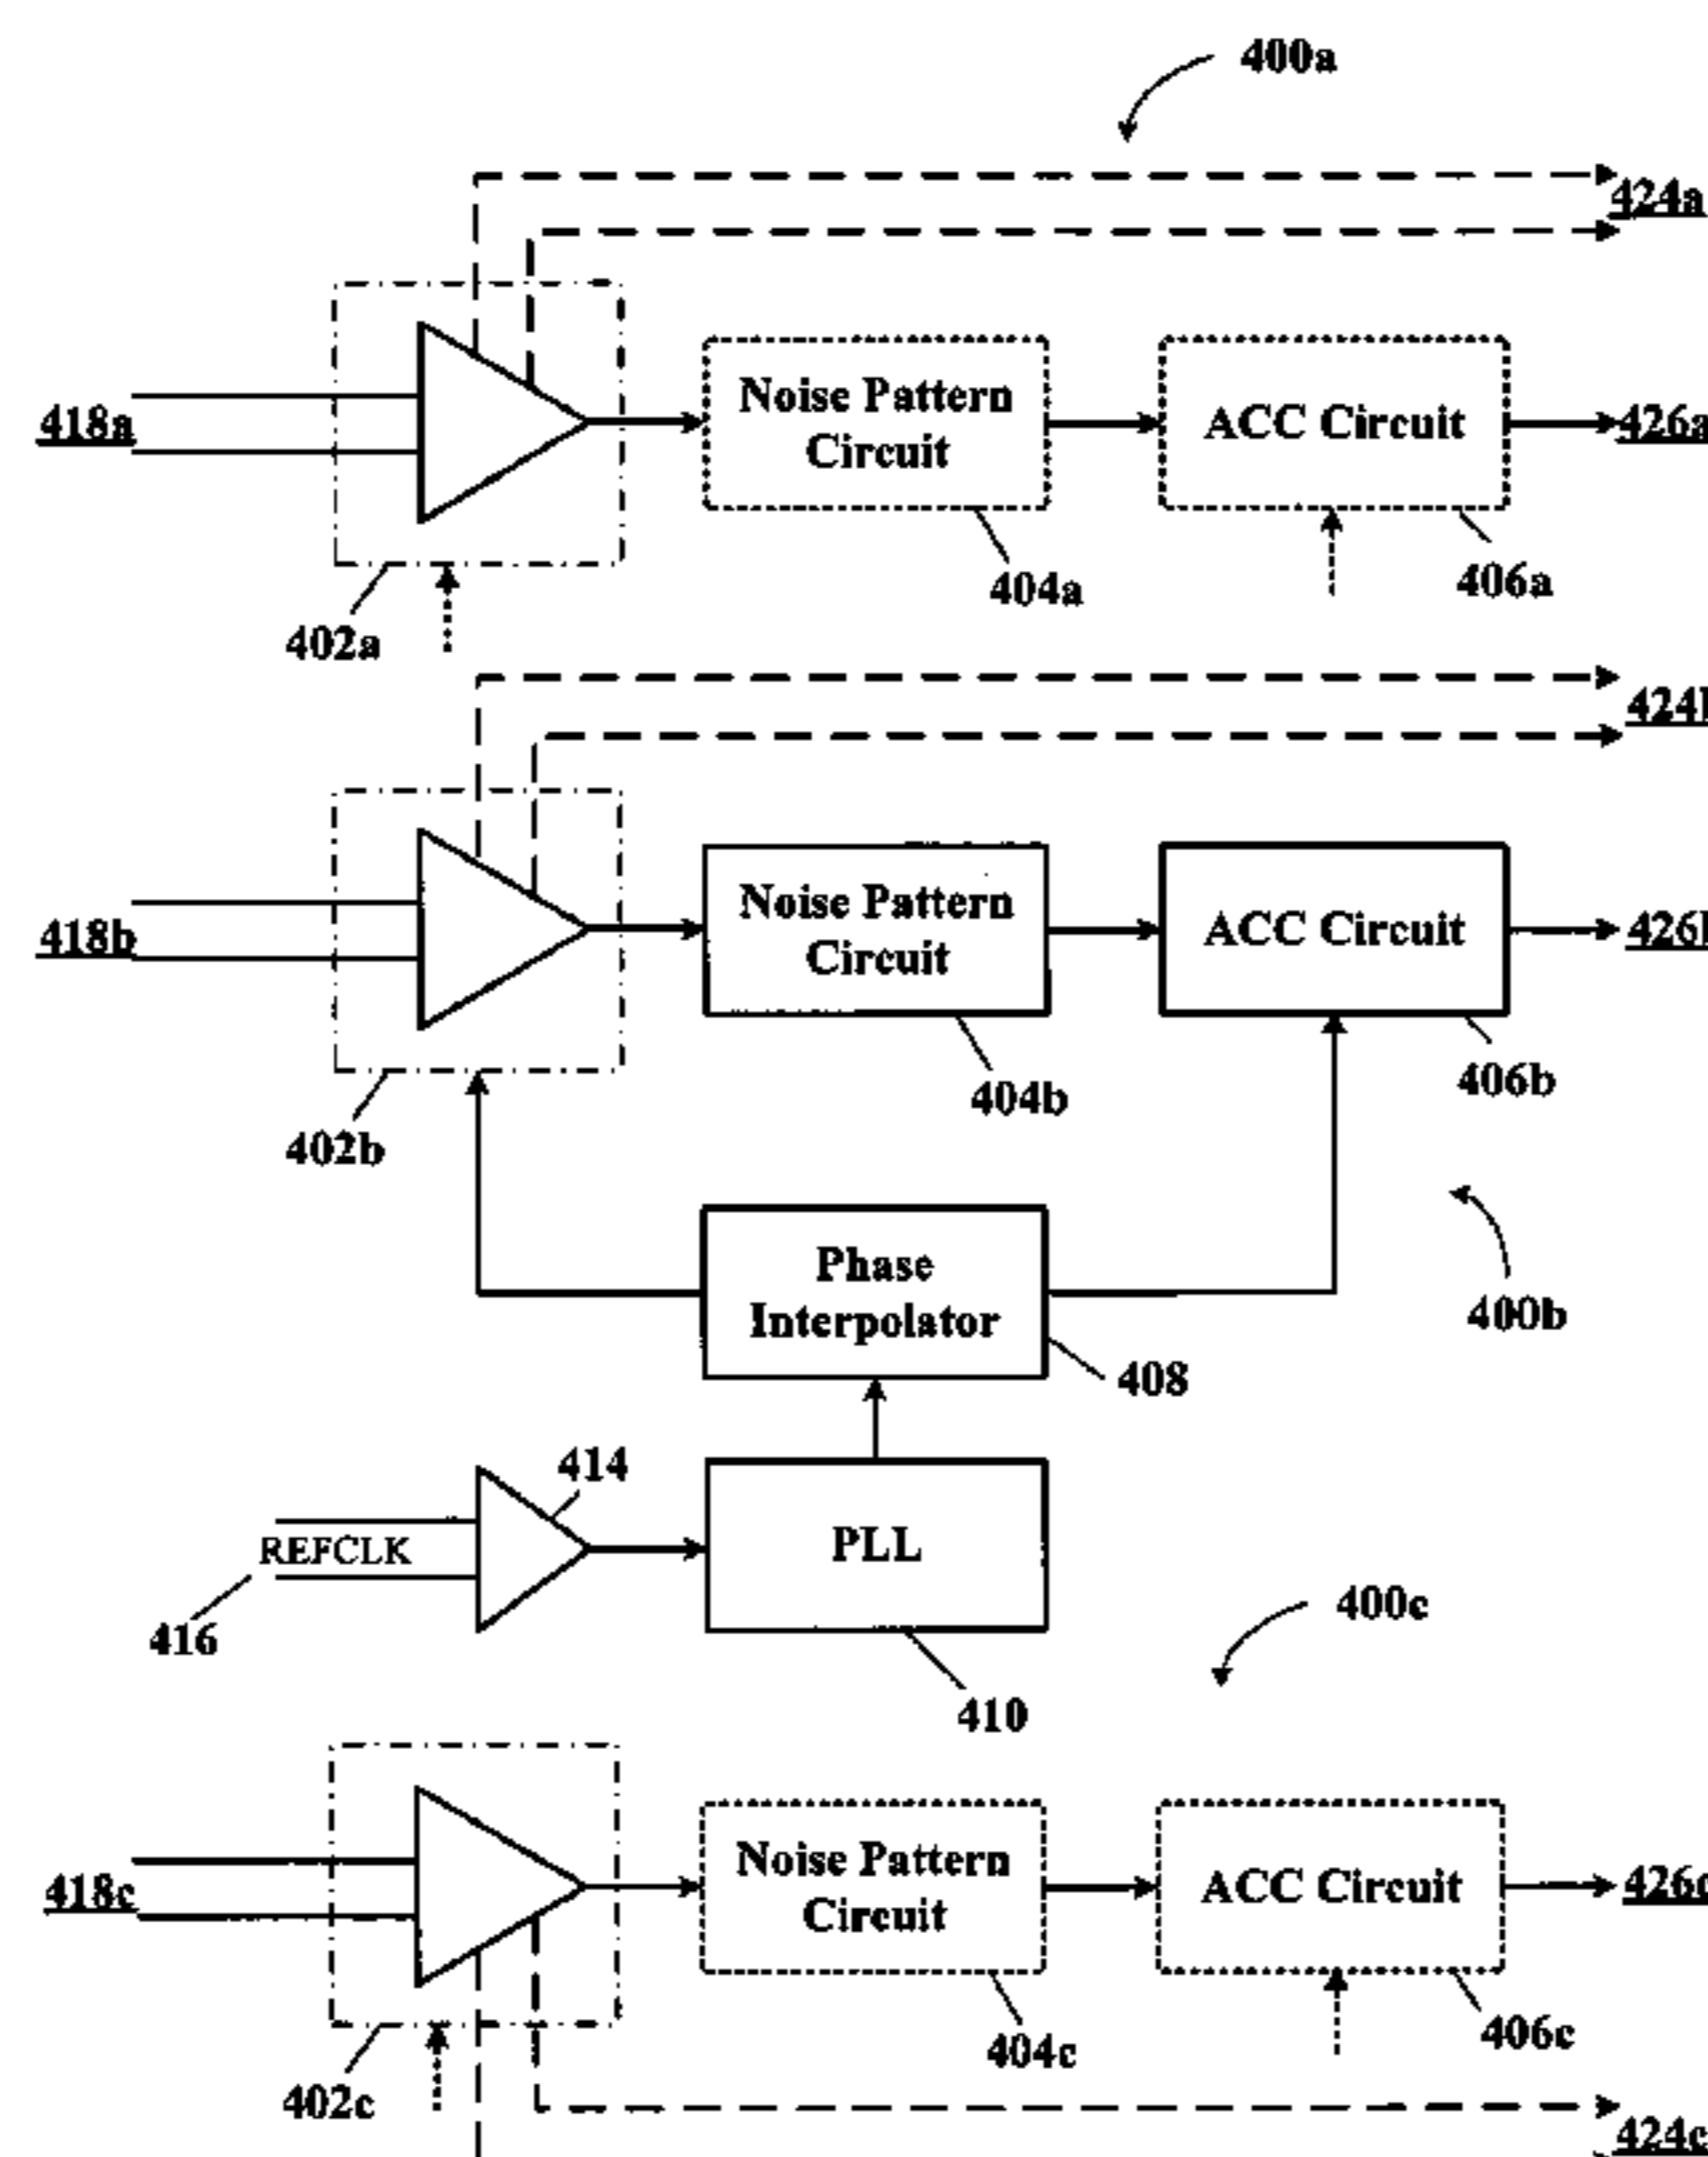 400a
424a
418a
Noise Pattern
Circuit
ACC Circuit
426a
404a
406a
402a
418b
Noise Pattern
Circuit
ACC Circuit
404b
406b
402b
Phase
Interpolator
400b
408
414
REFCLK
PLL
416
400c
410
418c
Noise Pattern
Circuit
ACC Circuit
426c
404c
406c
402c
424c